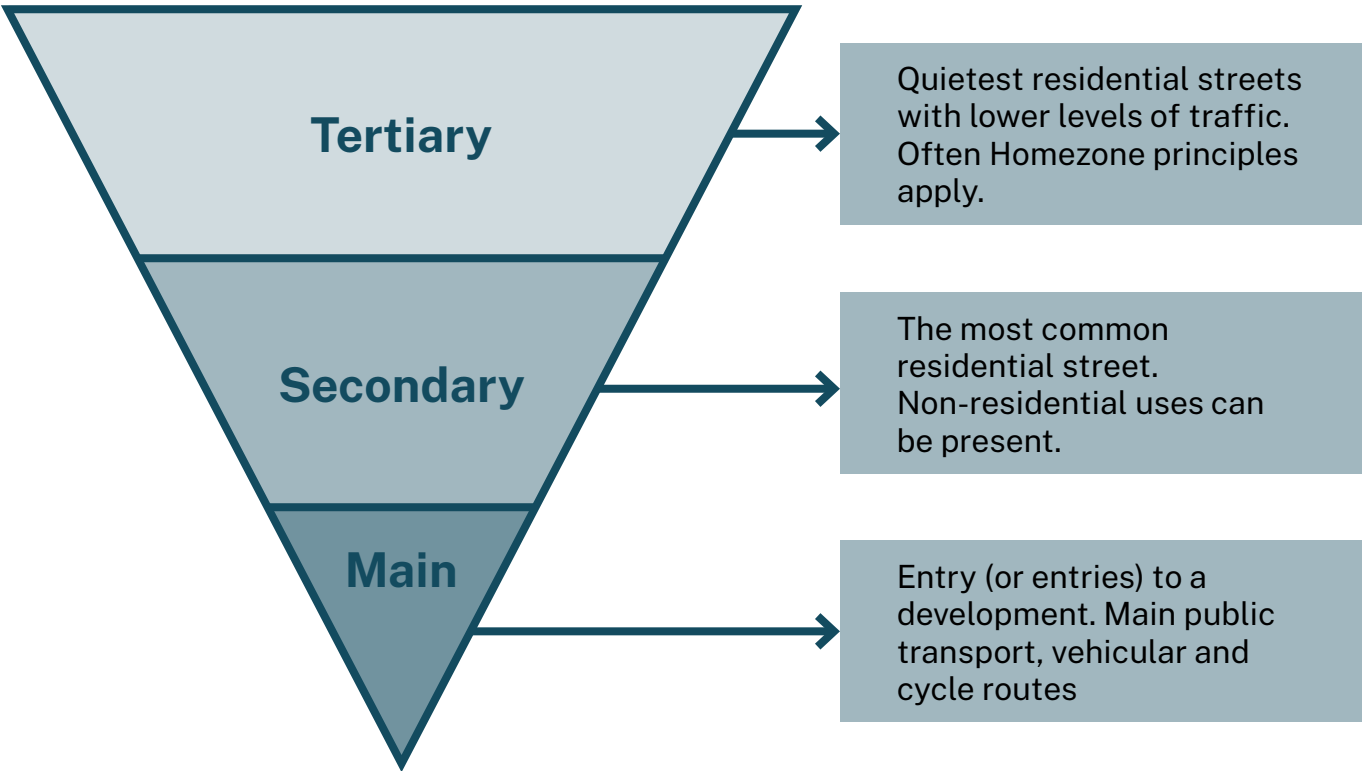 Tertiary
Quietest residential streets
with lower levels of traffic.
Often Homezone principles
apply.
Secondary
The most common
residential street.
Non-residential uses can
be present.
Main
Entry (or entries) to a
development. Main public
transport, vehicular and
cycle routes